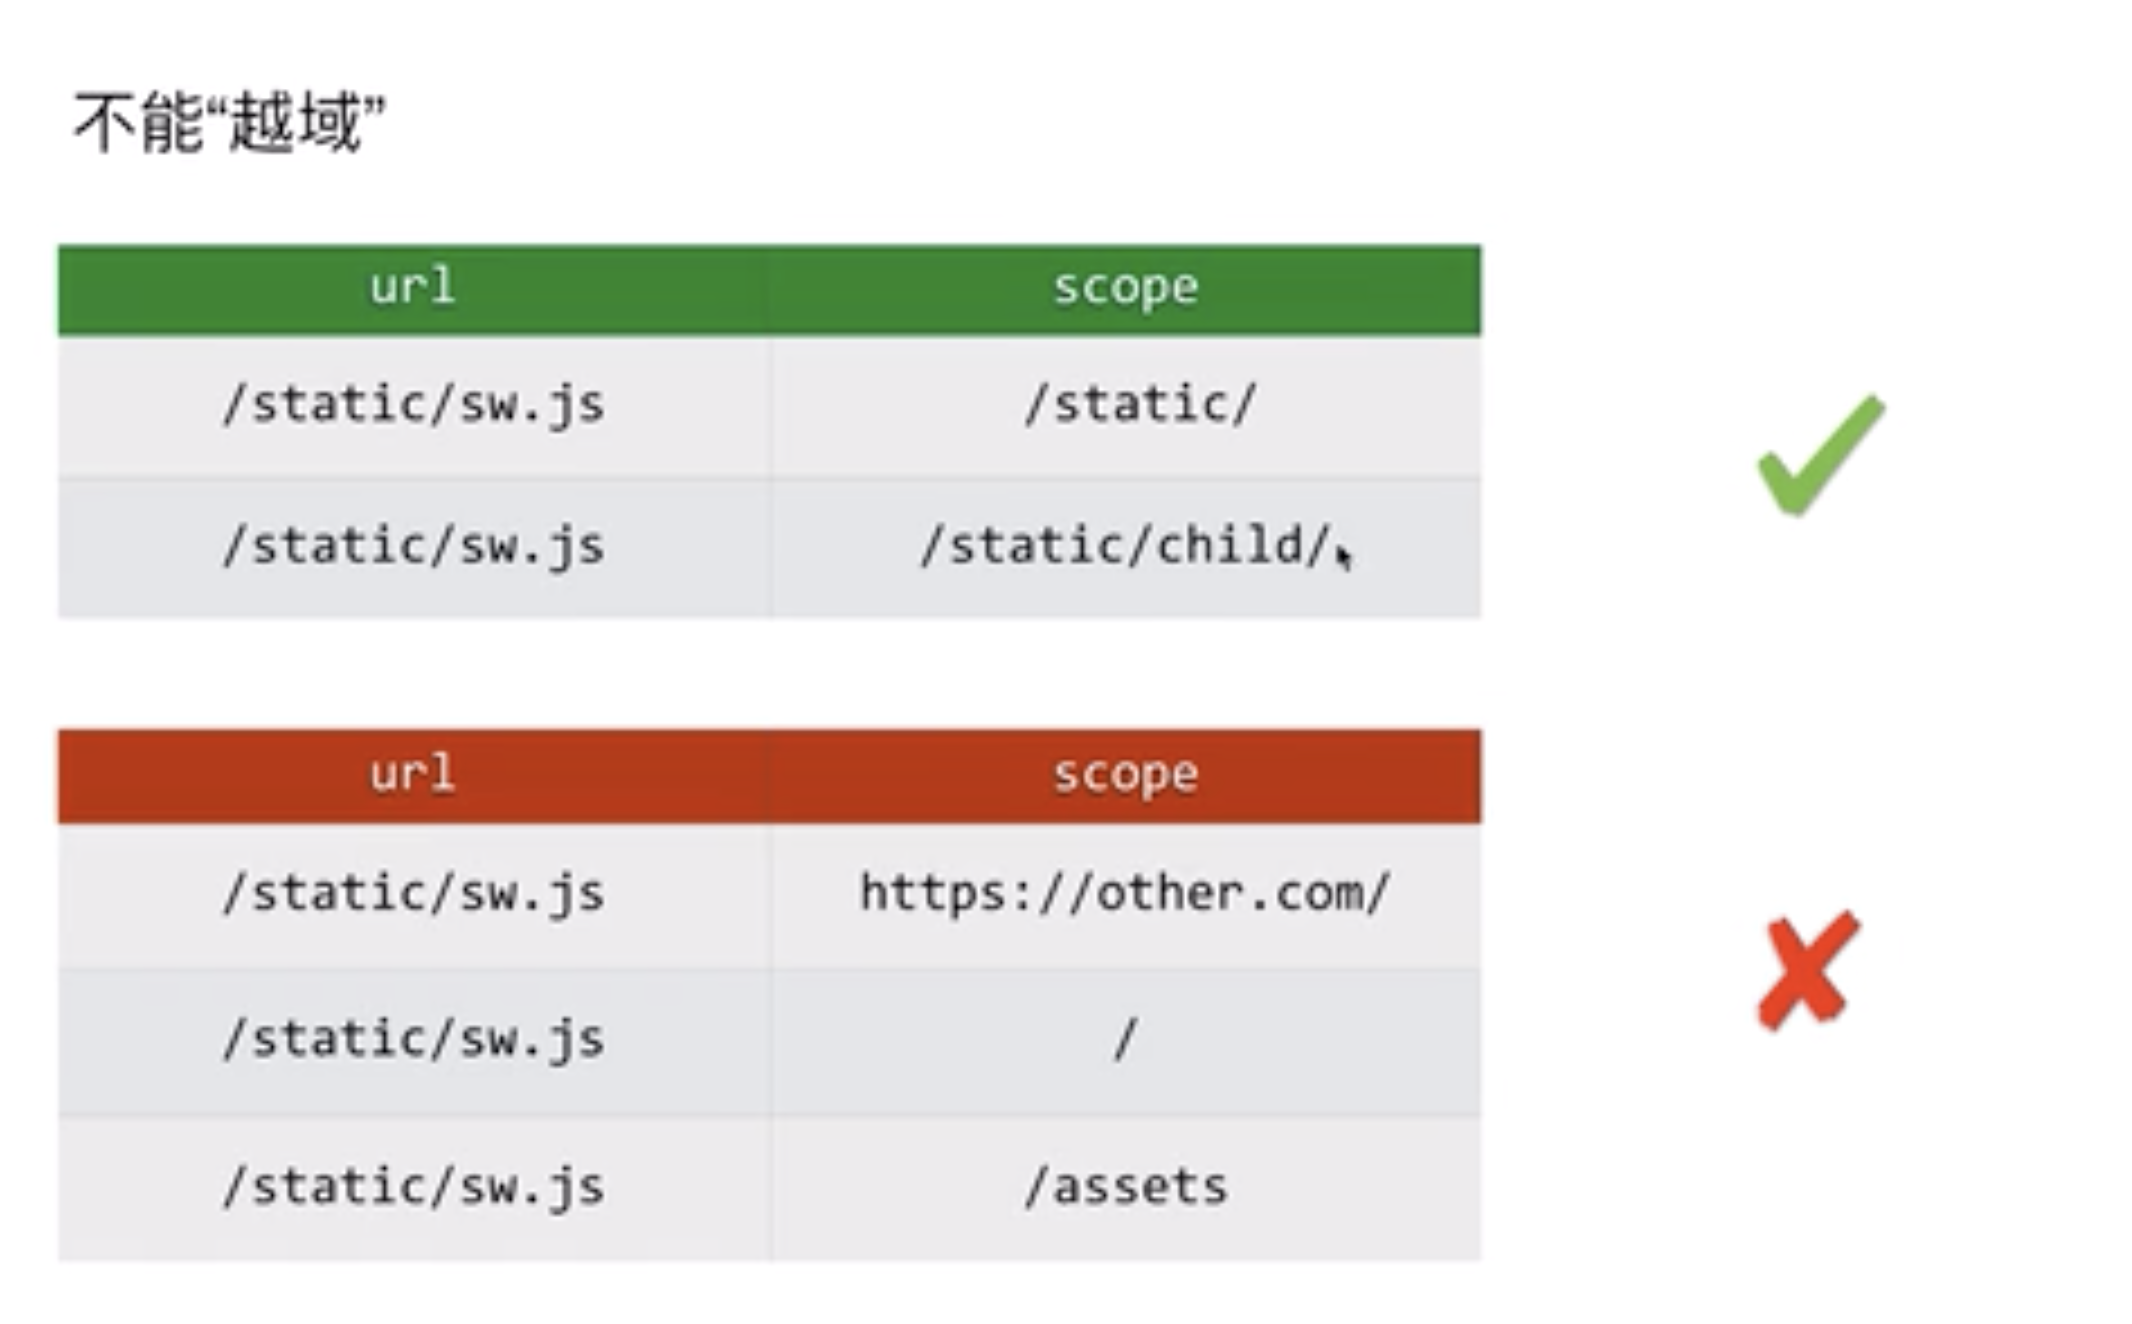 不能“越域”
url scope
/static/sw.js /static/
/static/sw.js /static/child/
url scope
/static/sw.js https://other.com/
/static/sw.js /
/static/sw.js /assets